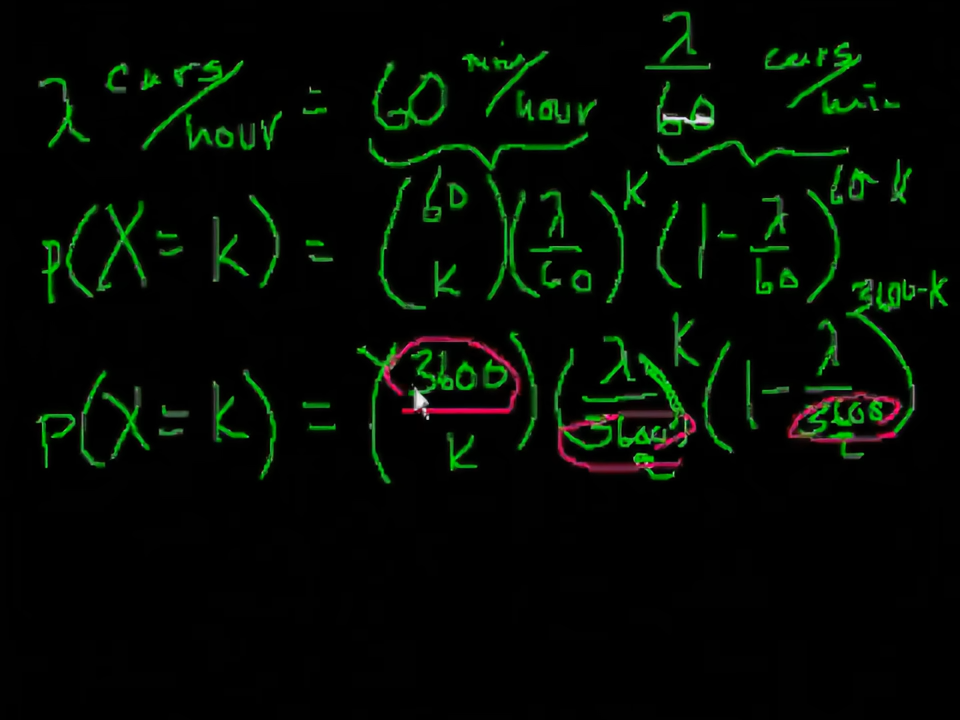 λ cars/hour = 60 min/hour λ/60 cars/min
p(X = k) = (60 k) (λ/60)^k (1 - λ/60)^60-k
p(X = k) = (3600 k) (λ/3600)^k (1 - λ/3600)^3600-k